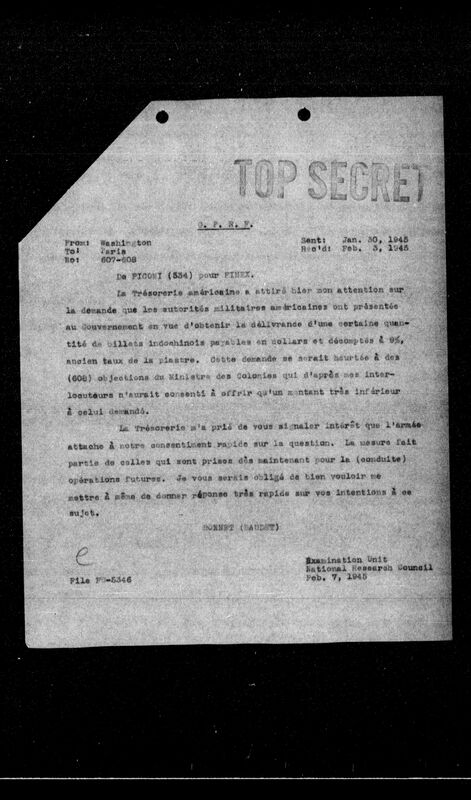 TOP SECRET
G. P. R. F.
From: Washington
To: Paris
No: 607-608
Sent: Jan. 30, 1945
Rec'd: Feb. 3, 1945
De FICOMI (534) pour FINEX.
La Trésorerie américaine a attiré hier mon attention sur
la demande que les autorités militaires américaines ont présentée
au Gouvernement en vue d'obtenir la délivrance d'une certaine quan-
tité de billets indochinois payables en dollars et décomptés à
ancien taux de la piastre. Cette demande se serait heurtée à des
(608) objections du Ministre des Colonies qui d'après mes inter-
locuteurs n'aurait consenti à offrir qu'un montant très inférieur
à celui demandé.
La Trésorerie m'a prié de vous signaler intérêt que l'armée
attache à notre consentiment rapide sur la question. La mesure fait
partie de celles qui sont prises dès maintenant pour la (conduite)
opérations futures. Je vous serais obligé de bien vouloir me
mettre à même de donner réponse très rapide sur vos intentions à ce
sujet.
BONNET (BAUDET)
e
File FG-5346
Examination Unit
National Research Council
Feb. 7, 1945